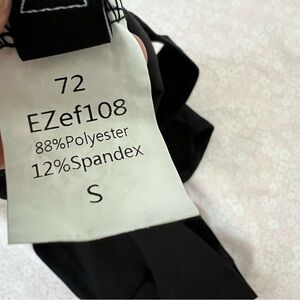 72
EZef108
88%Polyester
12%Spandex
S